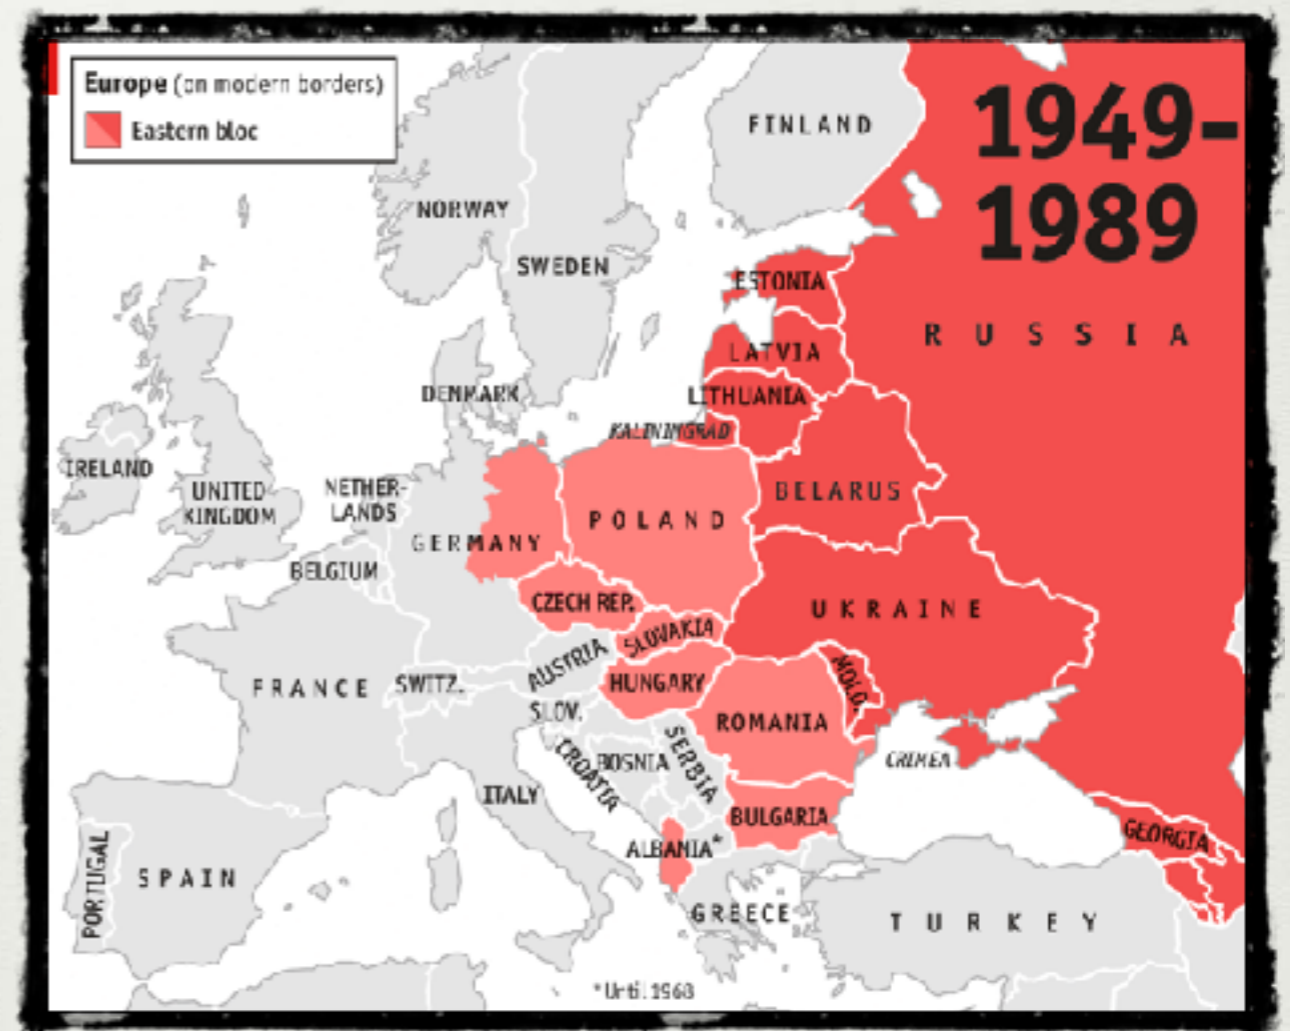 Europe (on modern borders)
Eastern bloc
1949-
1989
FINLAND
NORWAY
SWEDEN
ESTONIA
RUSSIA
LATVIA
DENMARK
LITHUANIA
KALININGRAD
IRELAND
UNITED
KINGDOM
NETHER-
LANDS
BELARUS
POLAND
GERMANY
BELGIUM
CZECH REP.
UKRAINE
SLOVAKIA
AUSTRIA
FRANCE
SWITZ.
HUNGARY
MOLD.
SLOV.
ROMANIA
CROATIA
BOSNIA
SERBIA
CRIMEA
ITALY
BULGARIA
GEORGIA
ALBANIA*
PORTUGAL
SPAIN
GREECE
TURKEY
*Until 1968